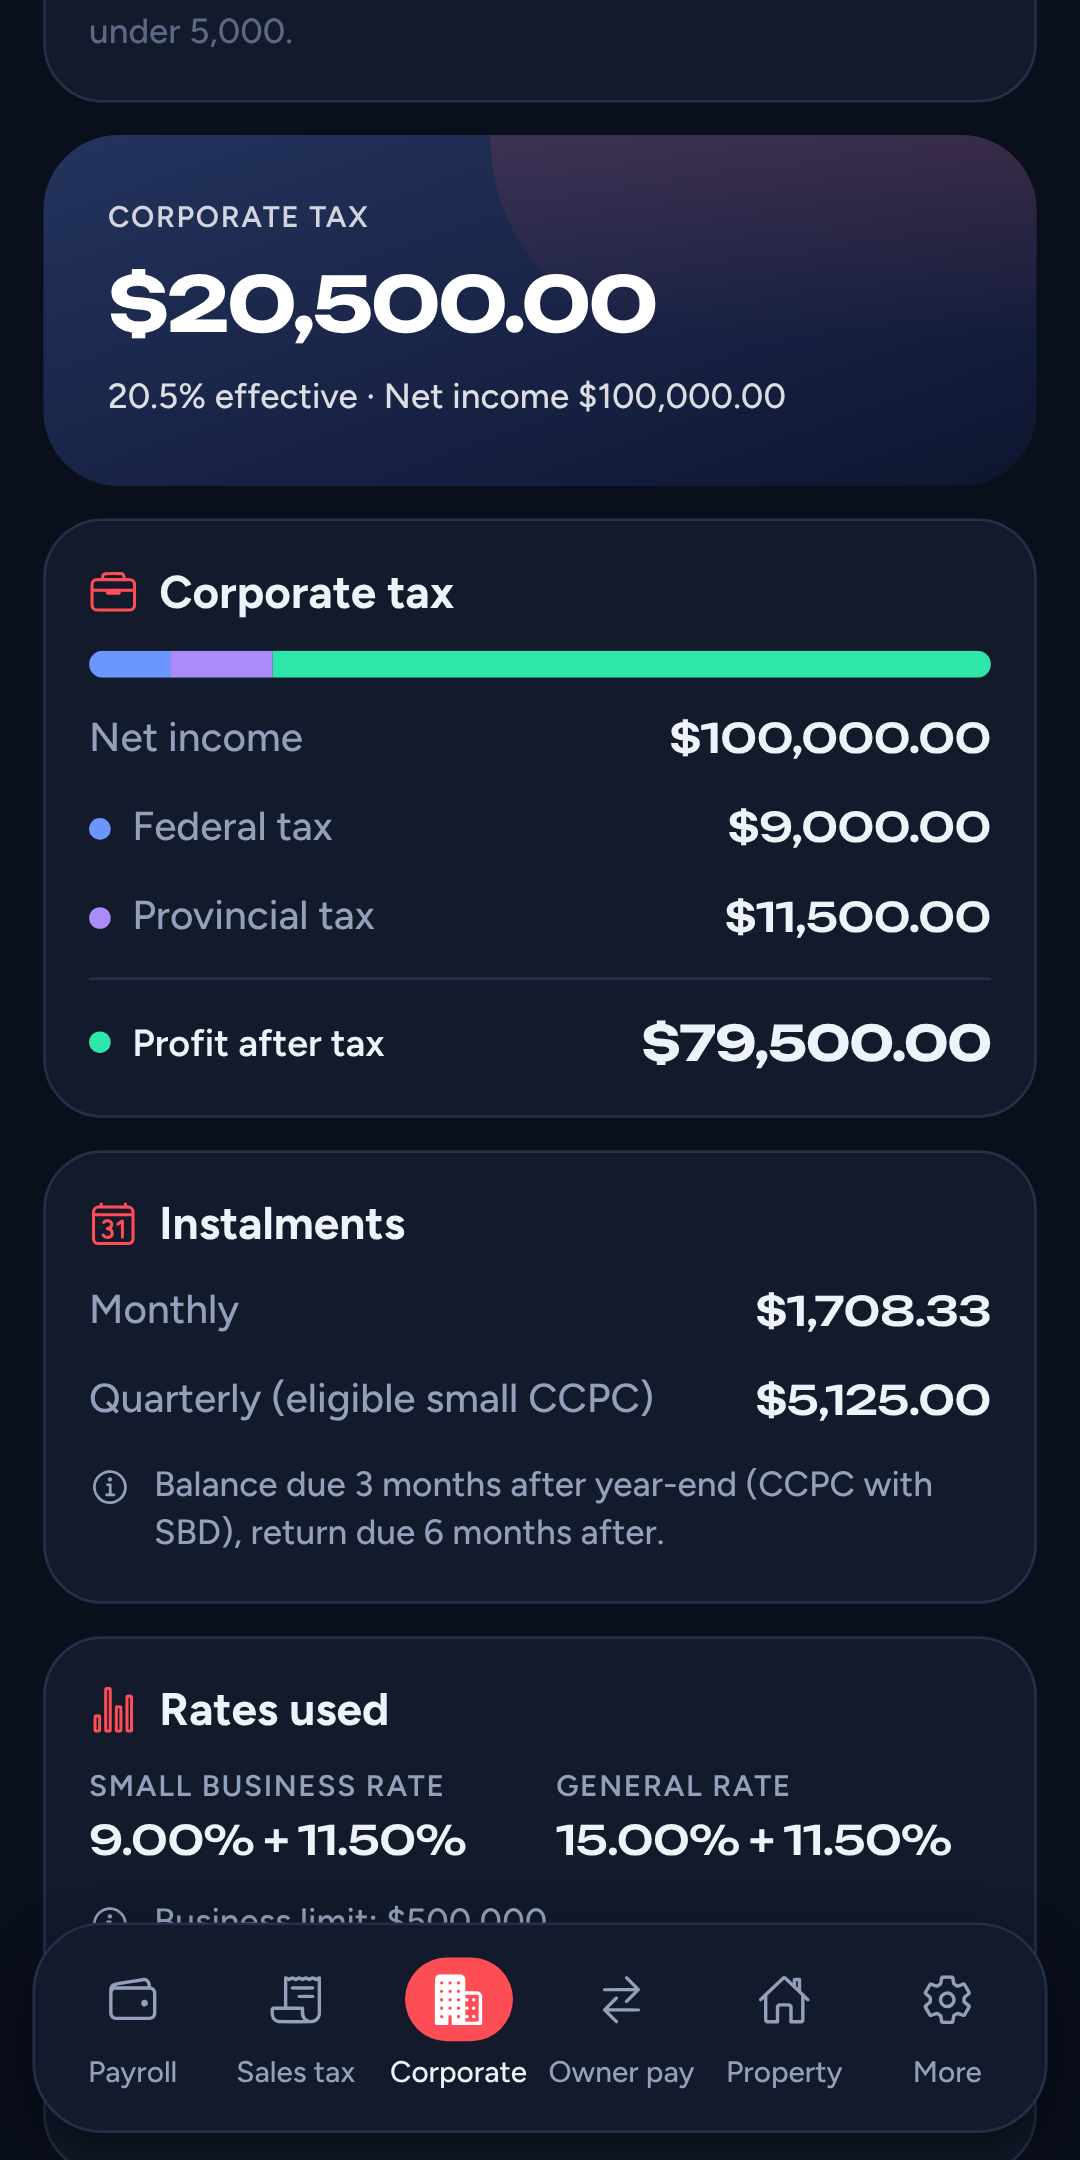 under 5,000.
CORPORATE TAX
$20,500.00
20.5% effective · Net income $100,000.00
Corporate tax
Net income $100,000.00
Federal tax $9,000.00
Provincial tax $11,500.00
Profit after tax $79,500.00
31 Instalments
Monthly $1,708.33
Quarterly (eligible small CCPC) $5,125.00
Balance due 3 months after year-end (CCPC with
SBD), return due 6 months after.
Rates used
SMALL BUSINESS RATE GENERAL RATE
9.00% + 11.50% 15.00% + 11.50%
Business limit: $500,000
Payroll Sales tax Corporate Owner pay Property More